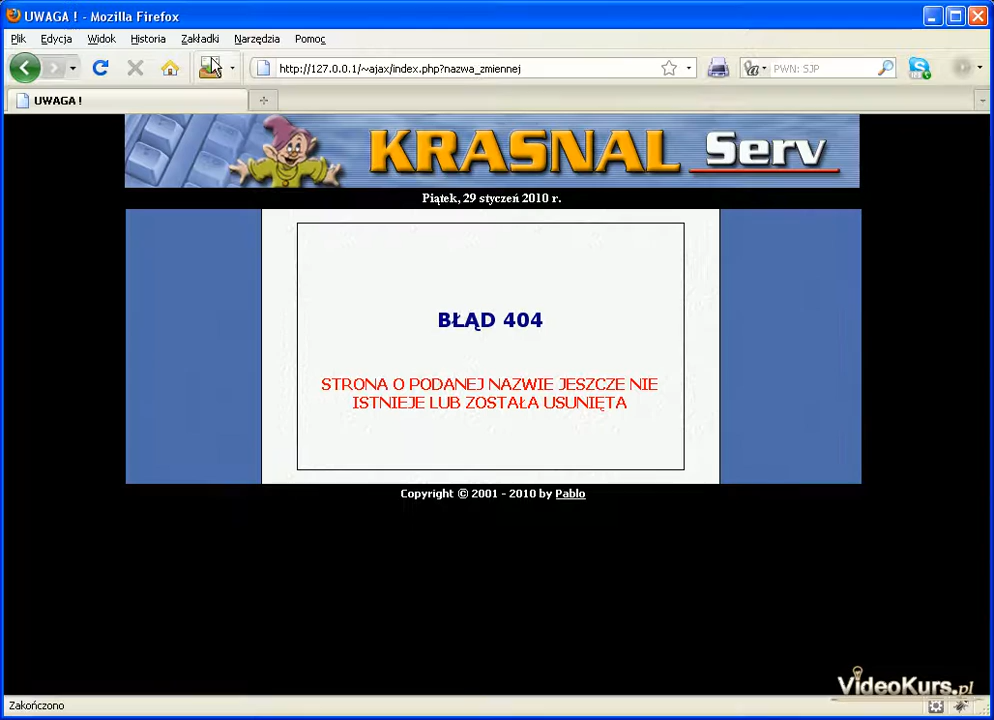 UWAGA ! - Mozilla Firefox
Plik Edycja Widok Historia Zakładki Narzędzia Pomoc
http://127.0.0.1/~ajax/index.php?nazwa_zmiennej PWN: SJP
UWAGA !
KRASNAL Serv
Piątek, 29 styczeń 2010 r.
BŁĄD 404
STRONA O PODANEJ NAZWIE JESZCZE NIE
ISTNIEJE LUB ZOSTAŁA USUNIĘTA
Copyright © 2001 - 2010 by Pablo
VideoKurs.pl
Zakończono